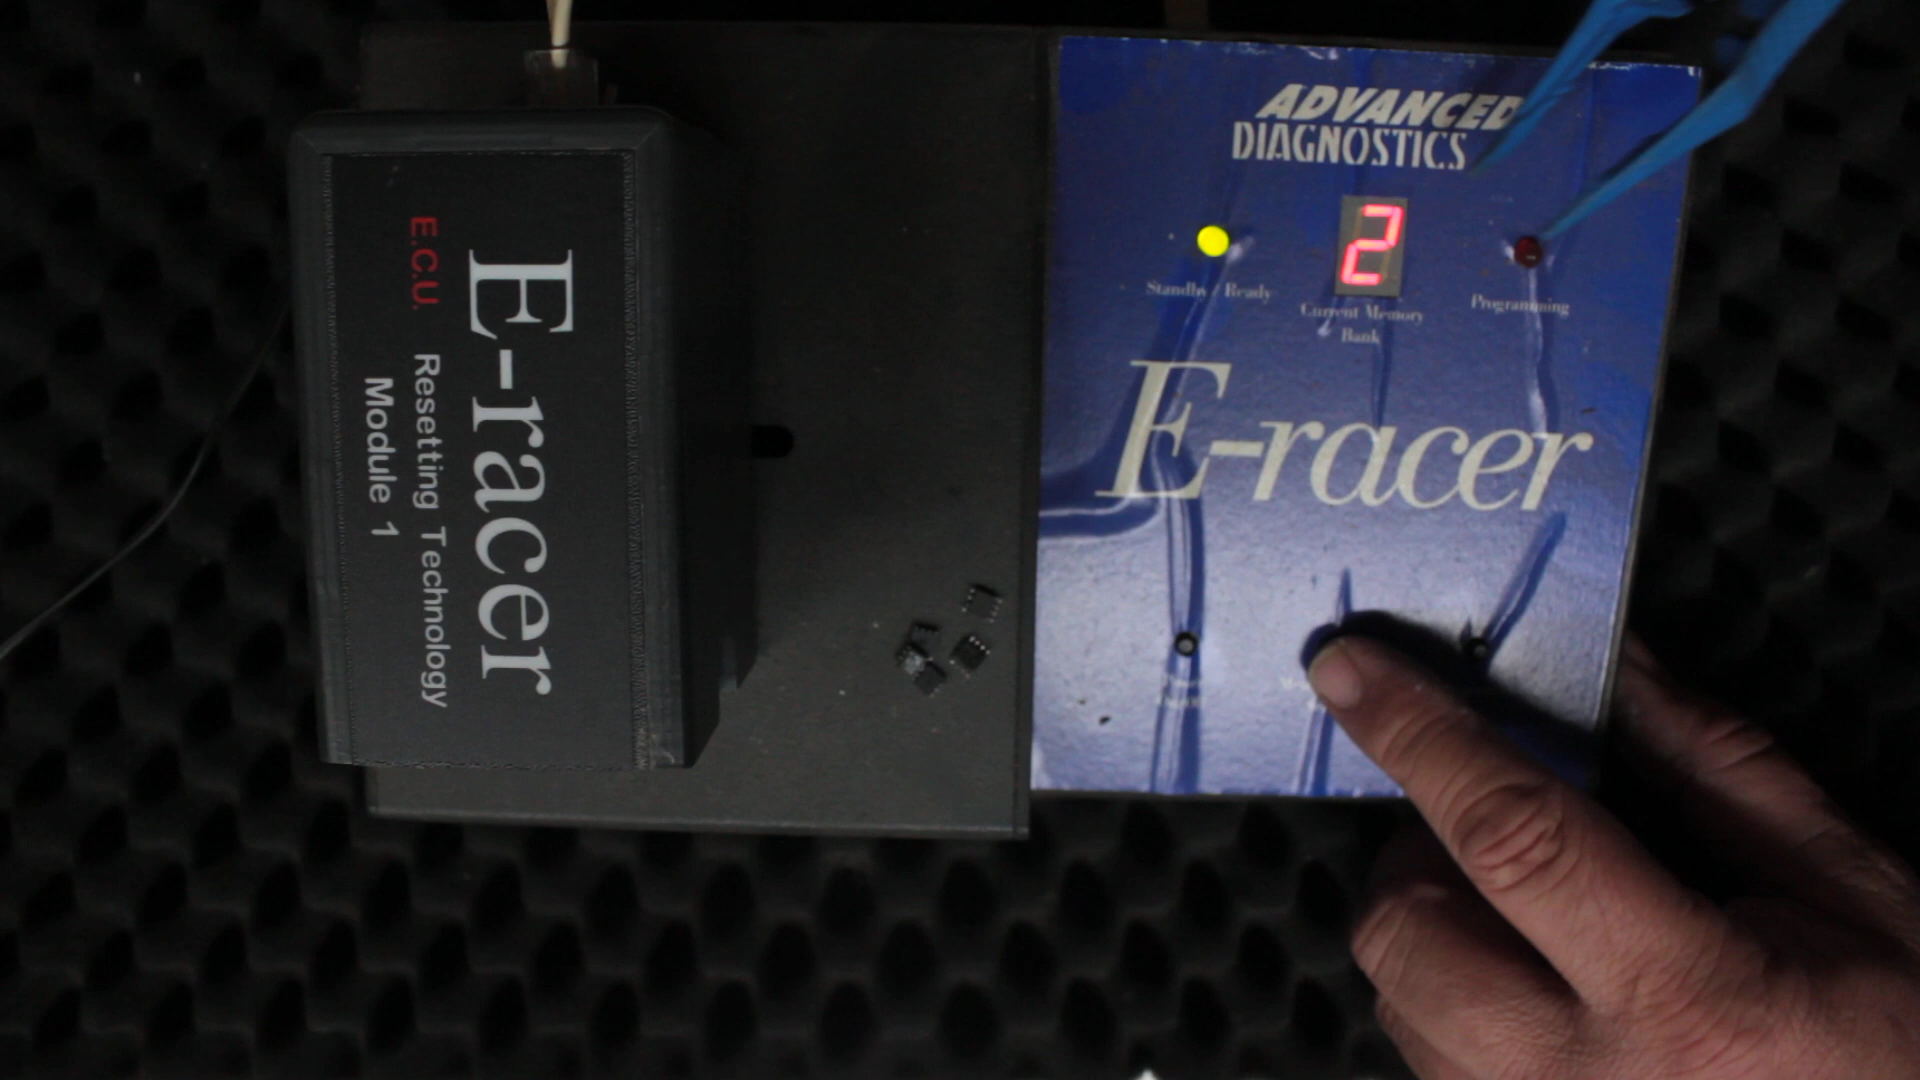 E-racer
E.C.U. Resetting Technology
Module 1
ADVANCED
DIAGNOSTICS
2
Standby / Ready
Current Memory
Bank
Programming
E-racer